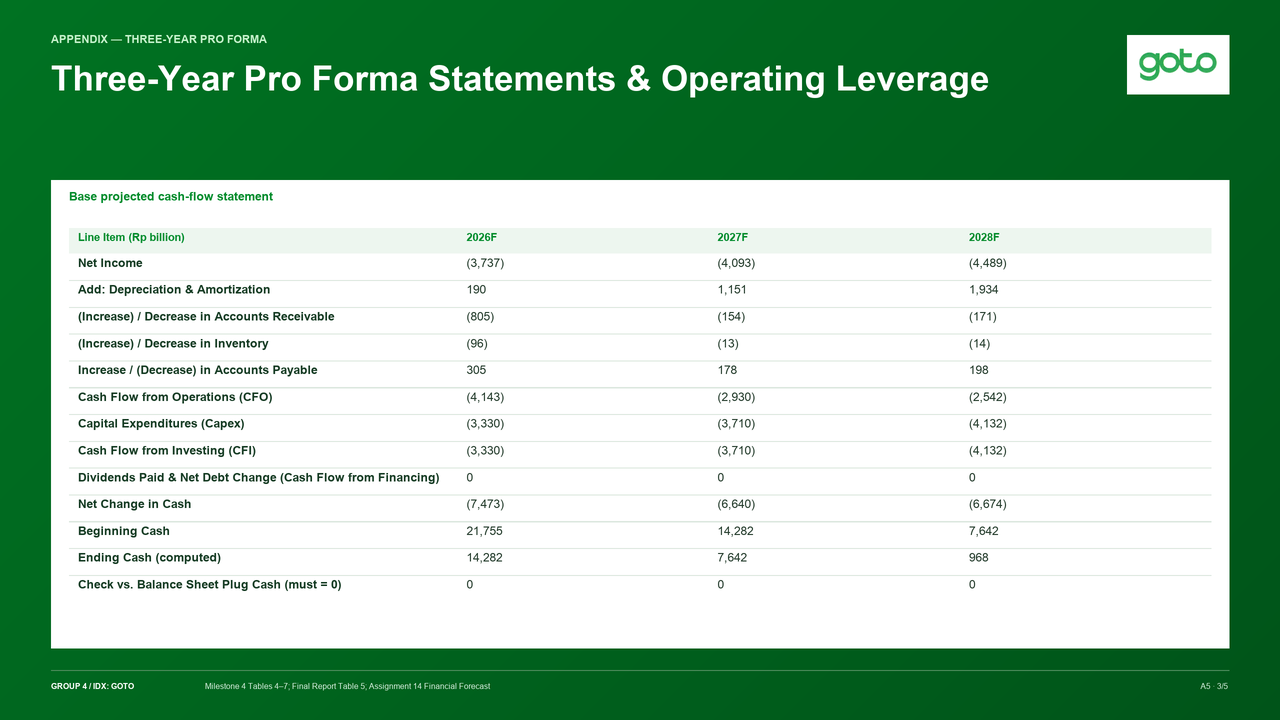 APPENDIX — THREE-YEAR PRO FORMA
Three-Year Pro Forma Statements & Operating Leverage
goto
Base projected cash-flow statement
Line Item (Rp billion) 2026F 2027F 2028F
Net Income (3,737) (4,093) (4,489)
Add: Depreciation & Amortization 190 1,151 1,934
(Increase) / Decrease in Accounts Receivable (805) (154) (171)
(Increase) / Decrease in Inventory (96) (13) (14)
Increase / (Decrease) in Accounts Payable 305 178 198
Cash Flow from Operations (CFO) (4,143) (2,930) (2,542)
Capital Expenditures (Capex) (3,330) (3,710) (4,132)
Cash Flow from Investing (CFI) (3,330) (3,710) (4,132)
Dividends Paid & Net Debt Change (Cash Flow from Financing) 0 0 0
Net Change in Cash (7,473) (6,640) (6,674)
Beginning Cash 21,755 14,282 7,642
Ending Cash (computed) 14,282 7,642 968
Check vs. Balance Sheet Plug Cash (must = 0) 0 0 0
GROUP 4 / IDX: GOTO Milestone 4 Tables 4–7; Final Report Table 5; Assignment 14 Financial Forecast A5 · 3/5